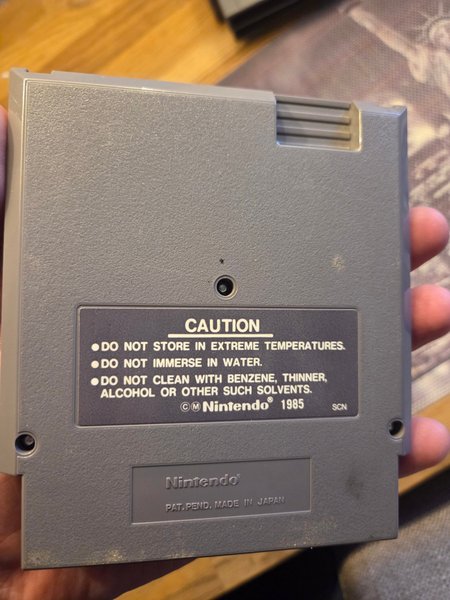 CAUTION
●DO NOT STORE IN EXTREME TEMPERATURES.
●DO NOT IMMERSE IN WATER.
●DO NOT CLEAN WITH BENZENE, THINNER,
ALCOHOL OR OTHER SUCH SOLVENTS.
©Ⓜ Nintendo® 1985 SCN
Nintendo®
PAT. PEND. MADE IN JAPAN